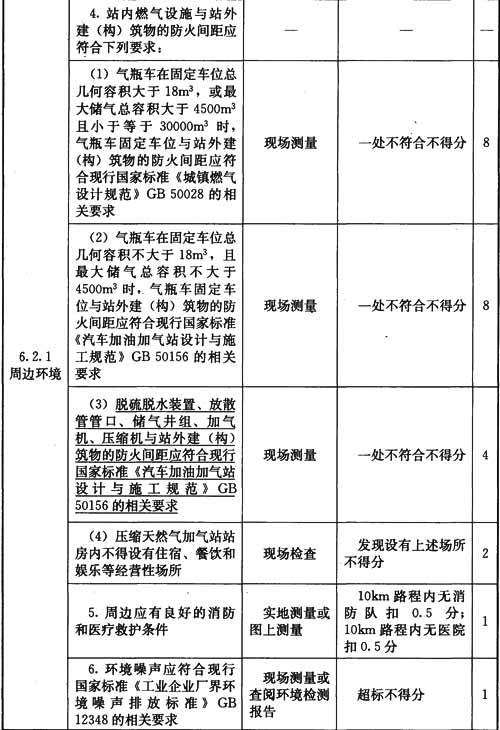 6.2.1
周边环境
4. 站内燃气设施与站外
建（构）筑物的防火间距应
符合下列要求：
—
—
—
（1）气瓶车在固定车位总
几何容积大于 18m³，或最
大储气总容积大于 4500m³
且小于等于 30000m³ 时，
气瓶车固定车位与站外建
（构）筑物的防火间距应符
合现行国家标准《城镇燃气
设计规范》GB 50028 的相
关要求
现场测量
一处不符合不得分
8
（2）气瓶车在固定车位总
几何容积不大于 18m³，且
最大储气总容积不大于
4500m³ 时，气瓶车固定车
位与站外建（构）筑物的防
火间距应符合现行国家标准
《汽车加油加气站设计与施
工规范》GB 50156 的相关
要求
现场测量
一处不符合不得分
8
（3）脱硫脱水装置、放散
管管口、储气井组、加气
机、压缩机与站外建（构）
筑物的防火间距应符合现行
国家标准《汽车加油加气站
设计与施工规范》GB
50156 的相关要求
现场测量
一处不符合不得分
4
（4）压缩天然气加气站站
房内不得设有住宿、餐饮和
娱乐等经营性场所
现场检查
发现设有上述场所
不得分
2
5. 周边应有良好的消防
和医疗救护条件
实地测量或
图上测量
10km 路程内无消
防队扣 0.5 分；
10km 路程内无医院
扣 0.5 分
1
6. 环境噪声应符合现行
国家标准《工业企业厂界环
境噪声排放标准》GB
12348 的相关要求
现场测量或
查阅环境检测
报告
超标不得分
1